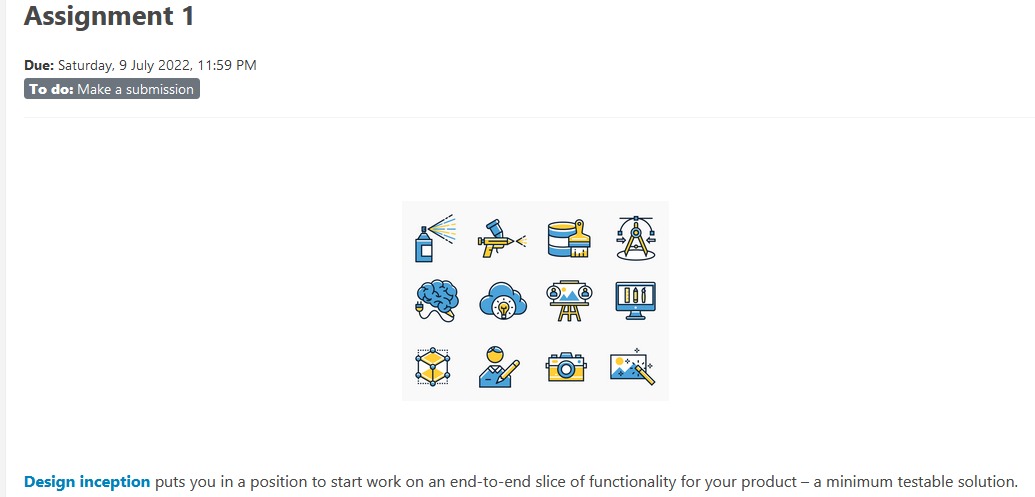 Assignment 1
Due: Saturday, 9 July 2022, 11:59 PM
To do: Make a submission
Design inception puts you in a position to start work on an end-to-end slice of functionality for your product – a minimum testable solution.